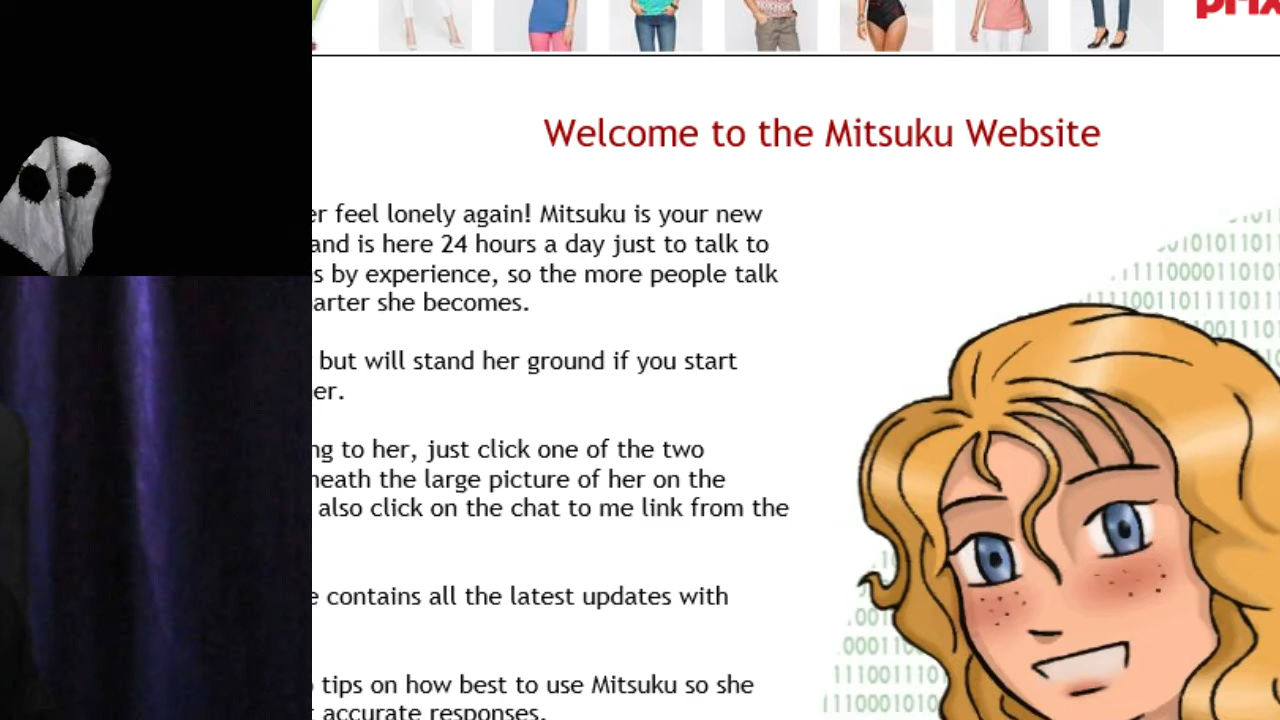 prix
Welcome to the Mitsuku Website
er feel lonely again! Mitsuku is your new
and is here 24 hours a day just to talk to
s by experience, so the more people talk
arter she becomes.
but will stand her ground if you start
er.
ng to her, just click one of the two
neath the large picture of her on the
also click on the chat to me link from the
e contains all the latest updates with
tips on how best to use Mitsuku so she
accurate responses.